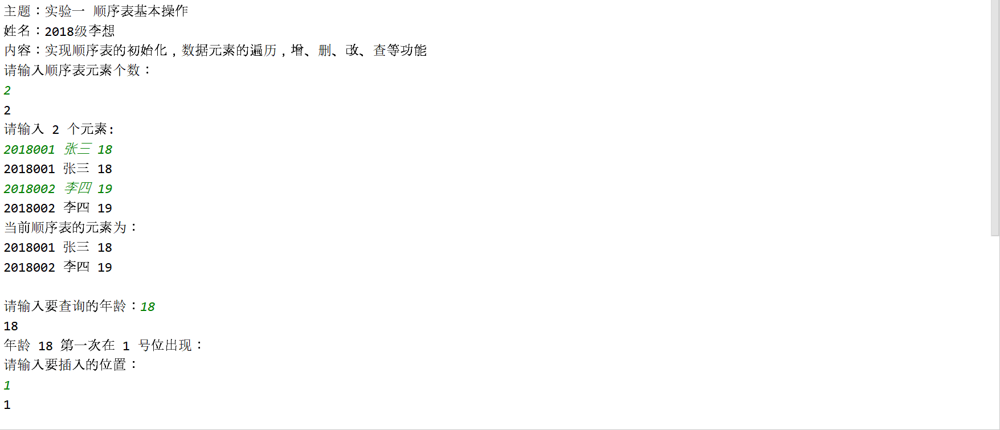 主题：实验一 顺序表基本操作
姓名：2018级李想
内容：实现顺序表的初始化，数据元素的遍历，增、删、改、查等功能
请输入顺序表元素个数：
2
2
请输入 2 个元素:
2018001 张三 18
2018001 张三 18
2018002 李四 19
2018002 李四 19
当前顺序表的元素为：
2018001 张三 18
2018002 李四 19
请输入要查询的年龄：18
18
年龄 18 第一次在 1 号位出现：
请输入要插入的位置：
1
1